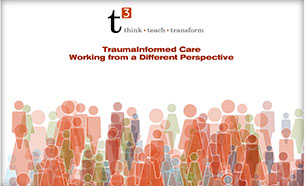 t3
think • teach • transform
TraumaInformed Care
Working from a Different Perspective